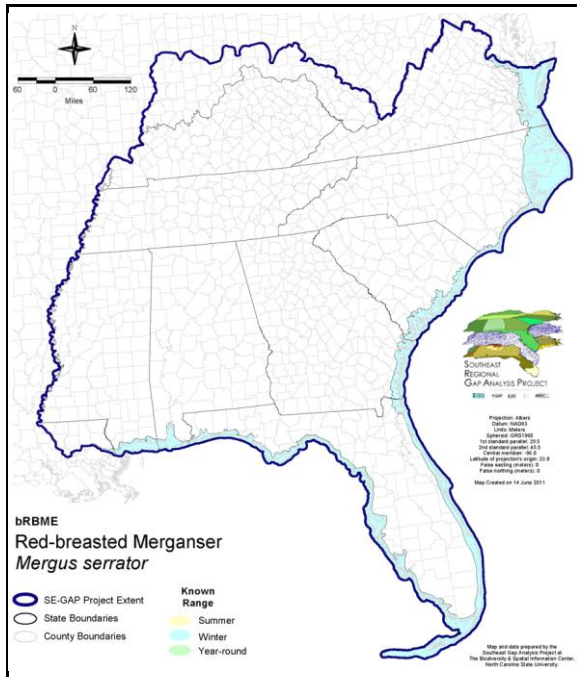 N
60 0 60 120
Miles
SOUTHEAST
REGIONAL
GAP ANALYSIS PROJECT
Projection: Albers
Datum: NAD83
Units: Meters
Spheroid: GRS1980
1st standard parallel: 29.5
2nd standard parallel: 45.5
Central meridian: -96.0
Latitude of projection's origin: 23.0
False easting (meters): 0
False northing (meters): 0
Map Created on 14 June 2011
bRBME
Red-breasted Merganser
Mergus serrator
SE-GAP Project Extent
State Boundaries
County Boundaries
Known
Range
Summer
Winter
Year-round
Map and data prepared by the
Southeast Gap Analysis Project at
The Biodiversity & Spatial Information Center,
North Carolina State University.